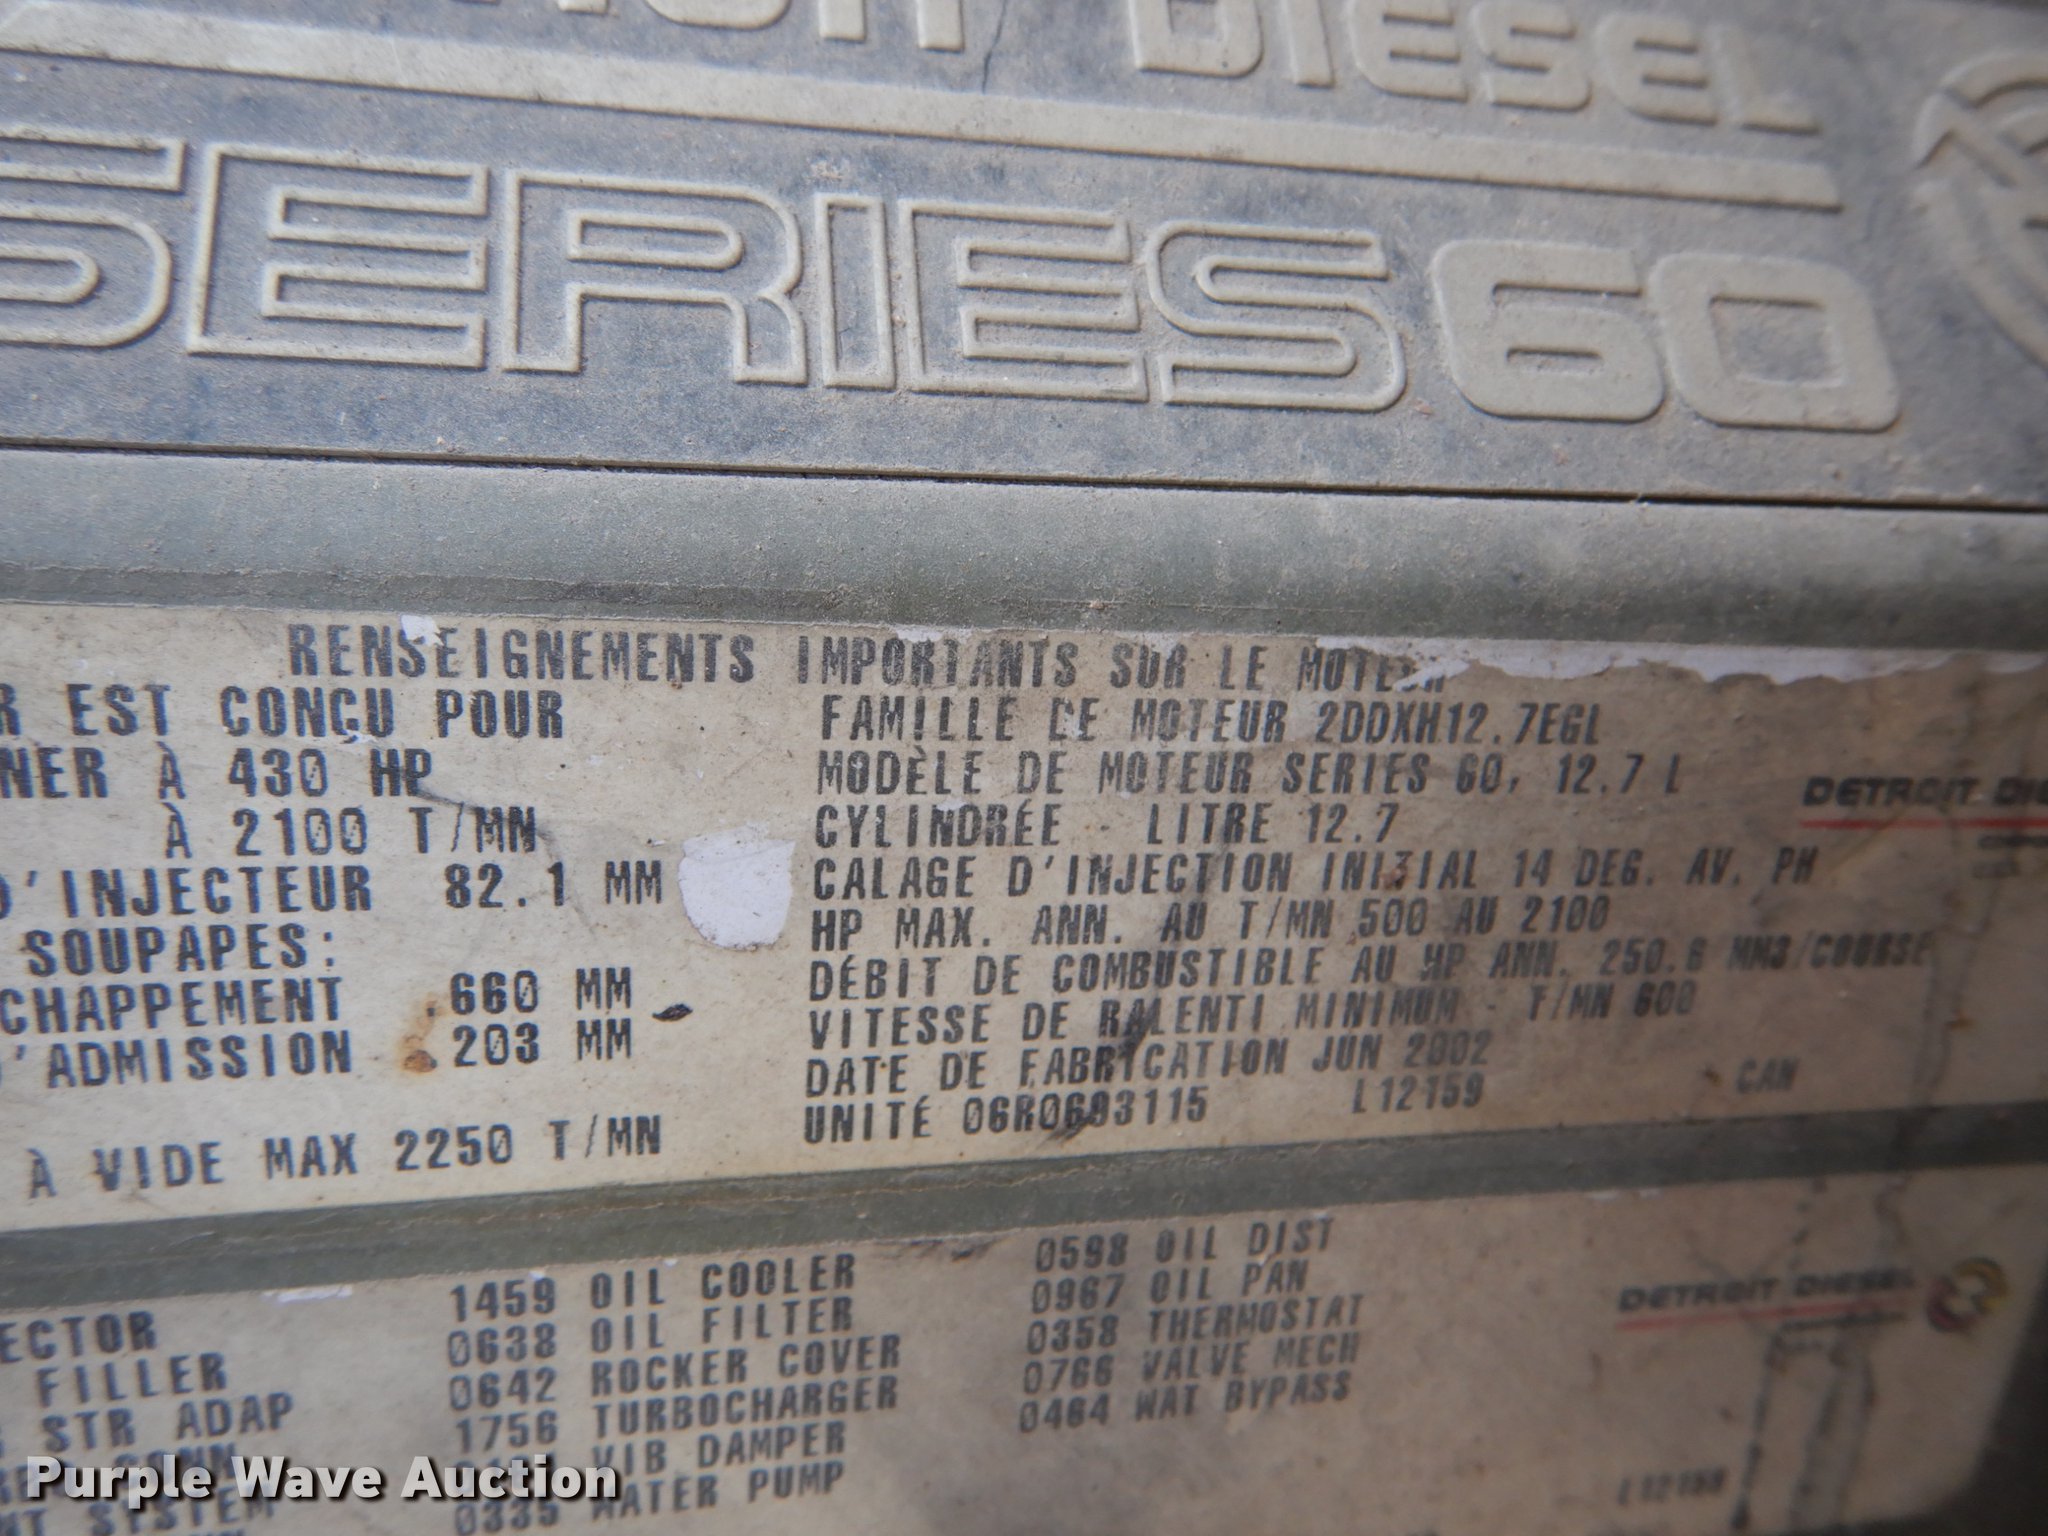 DIESEL
SERIES 60
RENSEIGNEMENTS IMPORTANTS SUR LE MOTEUR
EST CONÇU POUR
À 430 HP
À 2100 T/MN
D'INJECTEUR 82.1 MM
SOUPAPES:
CHAPPEMENT .660 MM
D'ADMISSION .203 MM
À VIDE MAX 2250 T/MN
FAMILLE DE MOTEUR 2DDXH12.7EGL
MODÈLE DE MOTEUR SERIES 60, 12.7 L
CYLINDRÉE - LITRE 12.7
CALAGE D'INJECTION INITIAL 14 DEG. AV. PH
HP MAX. ANN. AU T/MN 500 AU 2100
DÉBIT DE COMBUSTIBLE AU HP ANN. 250.6 MM3/COURSE
VITESSE DE RALENTI MINIMUM - T/MN 600
DATE DE FABRICATION JUN 2002
UNITÉ 06R0693115 L12159 CAN
DETROIT DIE
ECTOR
FILLER
STR ADAP
CONN
SYSTEM
1459 OIL COOLER
0638 OIL FILTER
0642 ROCKER COVER
1756 TURBOCHARGER
VIB DAMPER
0335 WATER PUMP
0598 OIL DIST
0967 OIL PAN
0358 THERMOSTAT
0766 VALVE MECH
0464 WAT BYPASS
DETROIT DIESEL
L12159
Purple Wave Auction